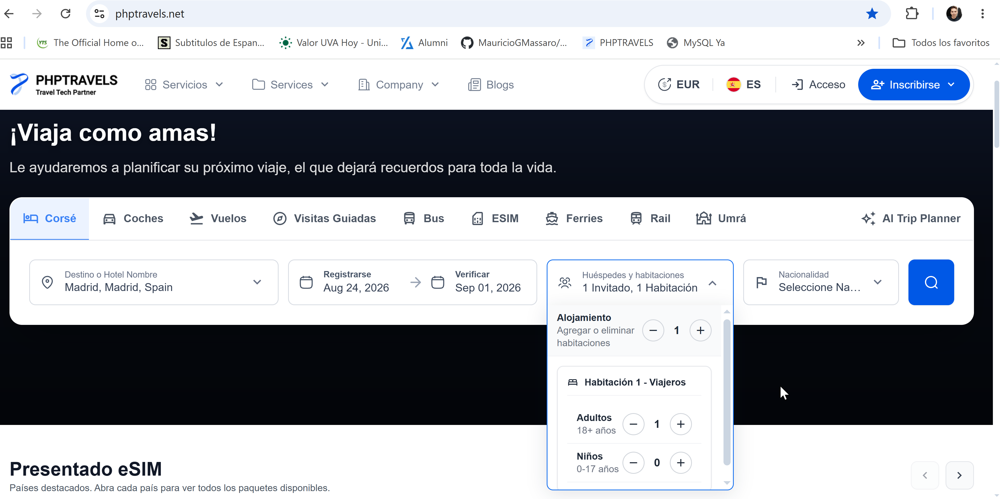 phptravels.net
YTS
The Official Home o...
S
Subtitulos de Espan...
Valor UVA Hoy - Uni...
Alumni
MauricioGMassaro/...
PHPTRAVELS
MySQL Ya
Todos los favoritos
PHPTRAVELS
Travel Tech Partner
Servicios
Services
Company
Blogs
$
EUR
ES
Acceso
Inscribirse
¡Viaja como amas!
Le ayudaremos a planificar su próximo viaje, el que dejará recuerdos para toda la vida.
Corsé
Coches
Vuelos
Visitas Guiadas
Bus
ESIM
Ferries
Rail
Umrá
AI Trip Planner
Destino o Hotel Nombre
Madrid, Madrid, Spain
Registrarse
Aug 24, 2026
Verificar
Sep 01, 2026
Huéspedes y habitaciones
1 Invitado, 1 Habitación
Nacionalidad
Seleccione Na...
Alojamiento
Agregar o eliminar
habitaciones
1
Habitación 1 - Viajeros
Adultos
18+ años
1
Niños
0-17 años
0
Presentado eSIM
Países destacados. Abra cada país para ver todos los paquetes disponibles.